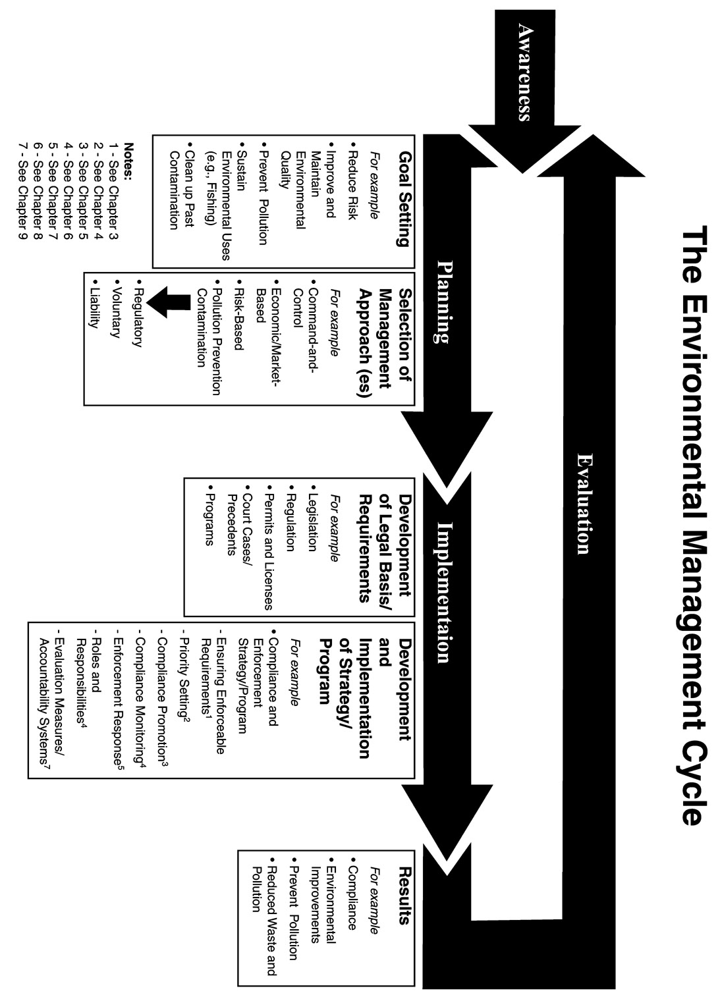 The Environmental Management Cycle
Awareness
Evaluation
Planning
Implementaion
Goal Setting
For example
• Reduce Risk
• Improve and
Maintain
Environmental
Quality
• Prevent Pollution
• Sustain
Environmental Uses
(e.g., Fishing)
• Clean up Past
Contamination
Selection of
Management
Approach (es)
For example
• Command-and-
Control
• Economic/Market-
Based
• Risk-Based
• Pollution Prevention
Contamination
• Regulatory
• Voluntary
• Liability
Development
of Legal Basis/
Requirements
For example
• Legislation
• Regulation
• Permits and Licenses
• Court Cases/
Precedents
• Programs
Development
and
Implementation
of Strategy/
Program
For example
• Compliance and
Enforcement
Strategy/Program
- Ensuring Enforceable
Requirements¹
- Priority Setting²
- Compliance Promotion³
- Compliance Monitoring⁴
- Enforcement Response⁵
- Roles and
Responsibilities⁴
- Evaluation Measures/
Accountability Systems⁷
Results
For example
• Compliance
• Environmental
Improvements
• Prevent Pollution
• Reduced Waste and
Pollution
Notes:
1 - See Chapter 3
2 - See Chapter 4
3 - See Chapter 5
4 - See Chapter 6
5 - See Chapter 7
6 - See Chapter 8
7 - See Chapter 9